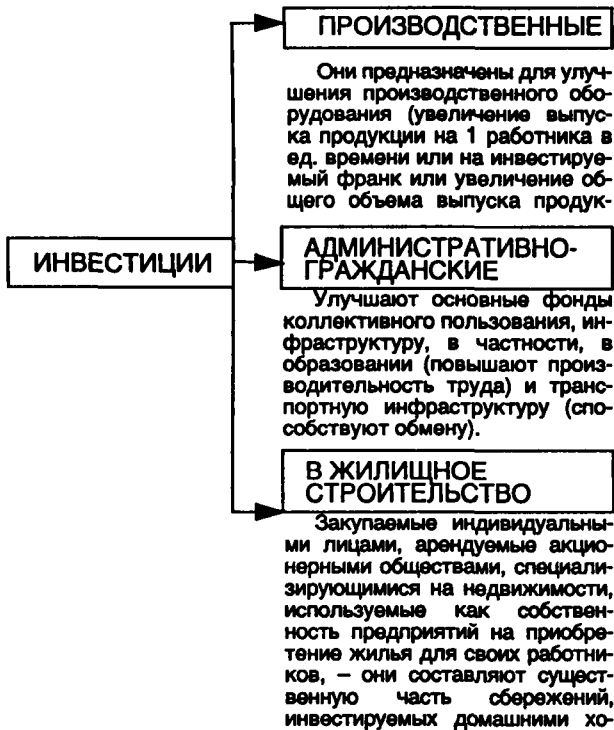 ПРОИЗВОДСТВЕННЫЕ
Они предназначены для улуч-
шения производственного обо-
рудования (увеличение выпус-
ка продукции на 1 работника в
ед. времени или на инвестируе-
мый франк или увеличение об-
щего объема выпуска продук-
ИНВЕСТИЦИИ
АДМИНИСТРАТИВНО-
ГРАЖДАНСКИЕ
Улучшают основные фонды
коллективного пользования, ин-
фраструктуру, в частности, в
образовании (повышают произ-
водительность труда) и транс-
портную инфраструктуру (спо-
собствуют обмену).
В ЖИЛИЩНОЕ
СТРОИТЕЛЬСТВО
Закупаемые индивидуальны-
ми лицами, арендуемые акцио-
нерными обществами, специали-
зирующимися на недвижимости,
используемые как собствен-
ность предприятий на приобре-
тение жилья для своих работни-
ков, – они составляют сущест-
венную часть сбережений,
инвестируемых домашними хо-